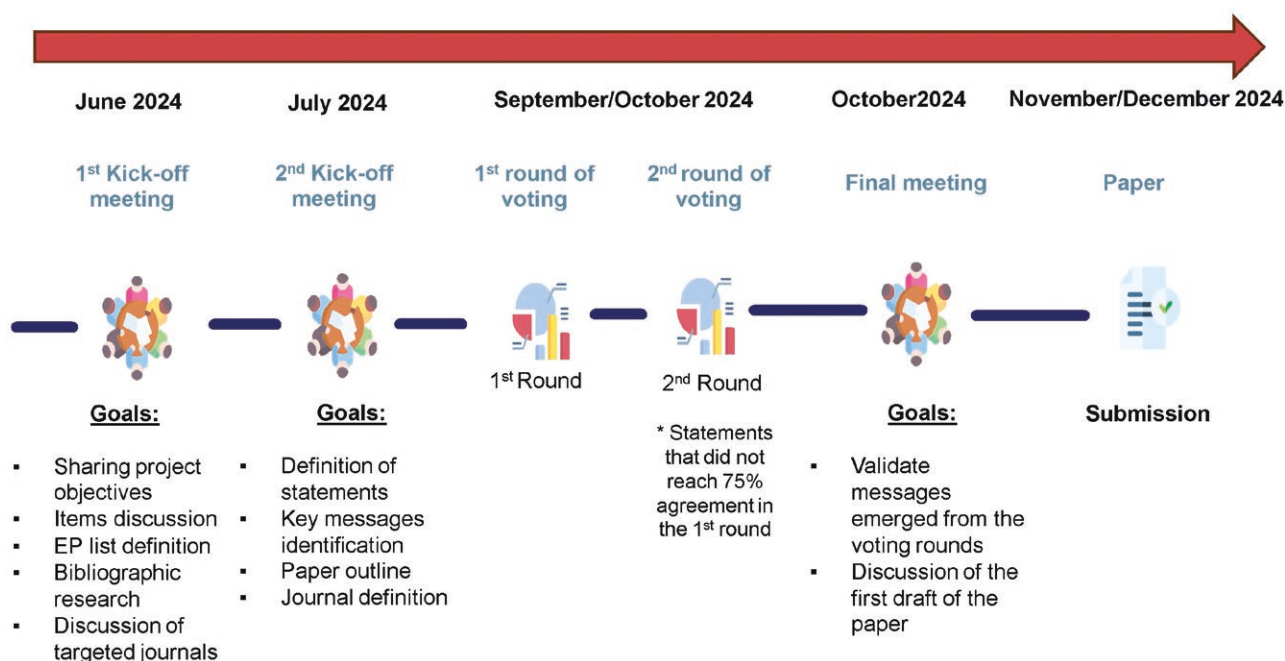 June 2024
July 2024
September/October 2024
October2024
November/December 2024
1st Kick-off
meeting
2nd Kick-off
meeting
1st round of
voting
2nd round of
voting
Final meeting
Paper
1st Round
2nd Round
Goals:
▪ Sharing project
objectives
▪ Items discussion
▪ EP list definition
▪ Bibliographic
research
▪ Discussion of
targeted journals
Goals:
▪ Definition of
statements
▪ Key messages
identification
▪ Paper outline
▪ Journal definition
* Statements
that did not
reach 75%
agreement in
the 1st round
Goals:
▪ Validate
messages
emerged from the
voting rounds
▪ Discussion of the
first draft of the
paper
Submission